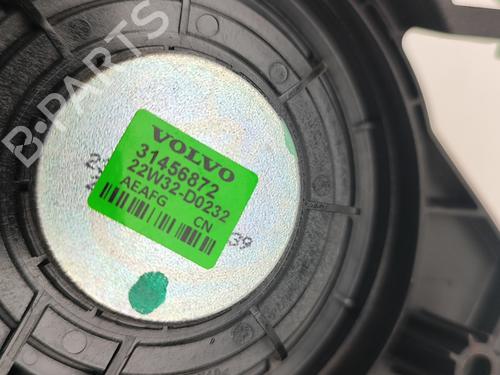 B-PARTS
VOLVO
31456872
22W32-D0232
AEAFG CN